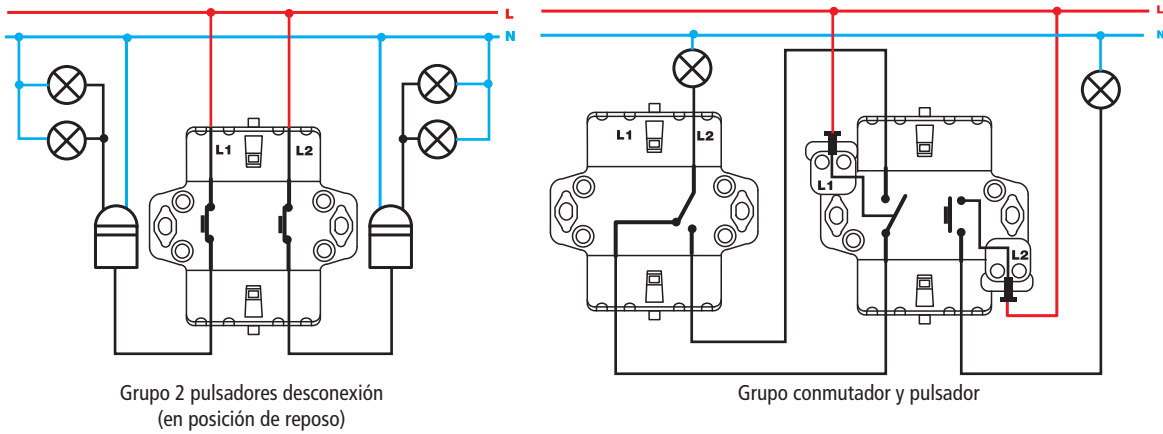 L
N
L1 L2
Grupo 2 pulsadores desconexión
(en posición de reposo)
L
N
L1 L2
L1
L2
Grupo conmutador y pulsador